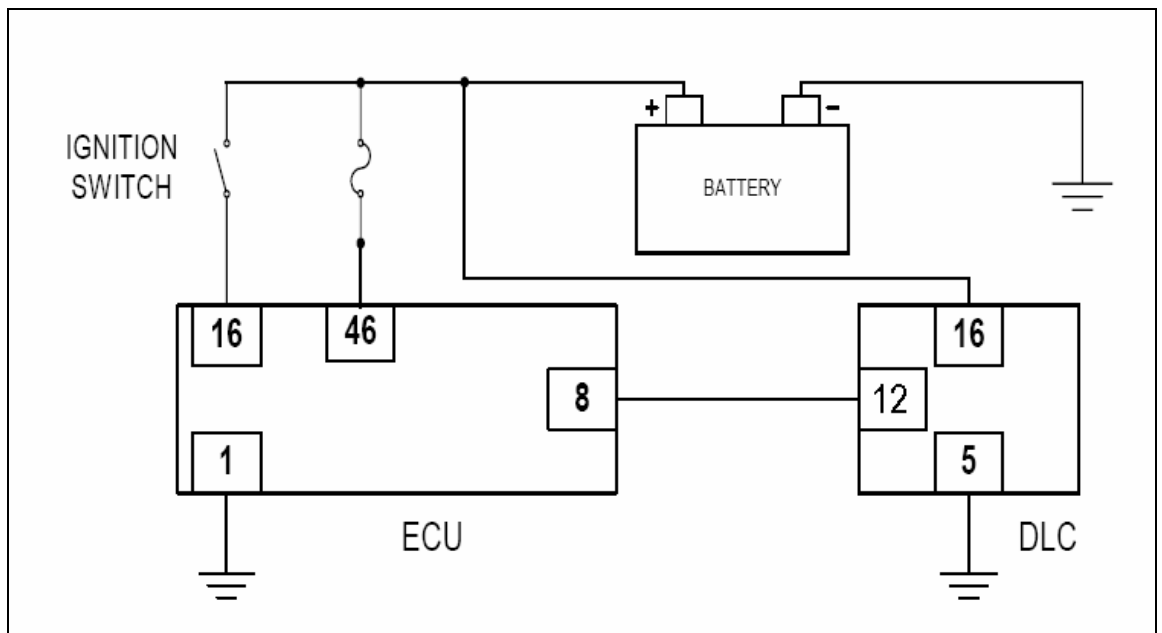 + −
IGNITION
SWITCH
BATTERY
16
46
16
8
12
1
5
ECU
DLC